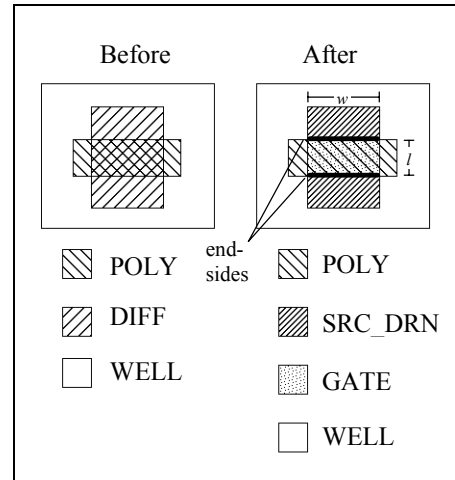 Before
POLY
DIFF
WELL
After
w
l
end-
sides
POLY
SRC_DRN
GATE
WELL